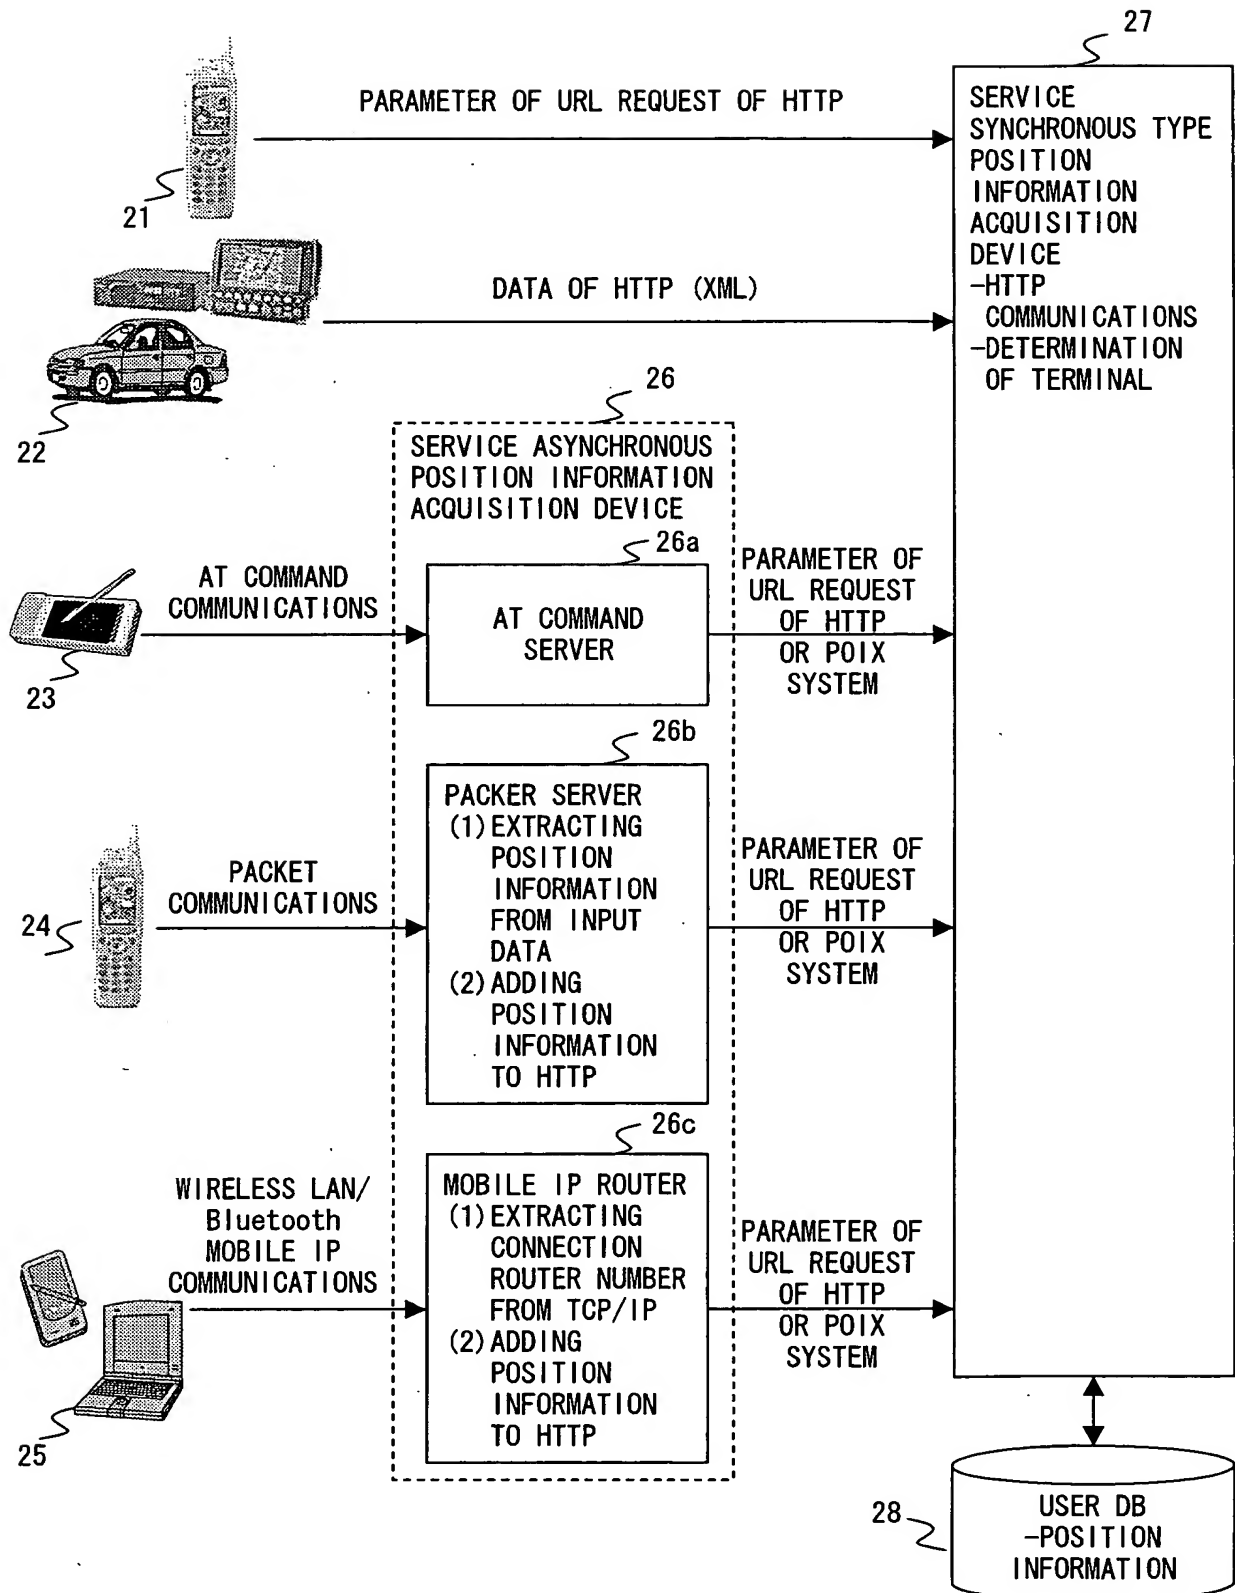 27
PARAMETER OF URL REQUEST OF HTTP
SERVICE
SYNCHRONOUS TYPE
POSITION
INFORMATION
ACQUISITION
DEVICE
-HTTP
COMMUNICATIONS
-DETERMINATION
OF TERMINAL
21
DATA OF HTTP (XML)
22
26
SERVICE ASYNCHRONOUS
POSITION INFORMATION
ACQUISITION DEVICE
26a
AT COMMAND
COMMUNICATIONS
AT COMMAND
SERVER
PARAMETER OF
URL REQUEST
OF HTTP
OR POIX
SYSTEM
23
26b
PACKER SERVER
(1) EXTRACTING
POSITION
INFORMATION
FROM INPUT
DATA
(2) ADDING
POSITION
INFORMATION
TO HTTP
PACKET
COMMUNICATIONS
PARAMETER OF
URL REQUEST
OF HTTP
OR POIX
SYSTEM
24
26c
WIRELESS LAN/
Bluetooth
MOBILE IP
COMMUNICATIONS
MOBILE IP ROUTER
(1) EXTRACTING
CONNECTION
ROUTER NUMBER
FROM TCP/IP
(2) ADDING
POSITION
INFORMATION
TO HTTP
PARAMETER OF
URL REQUEST
OF HTTP
OR POIX
SYSTEM
25
28
USER DB
-POSITION
INFORMATION